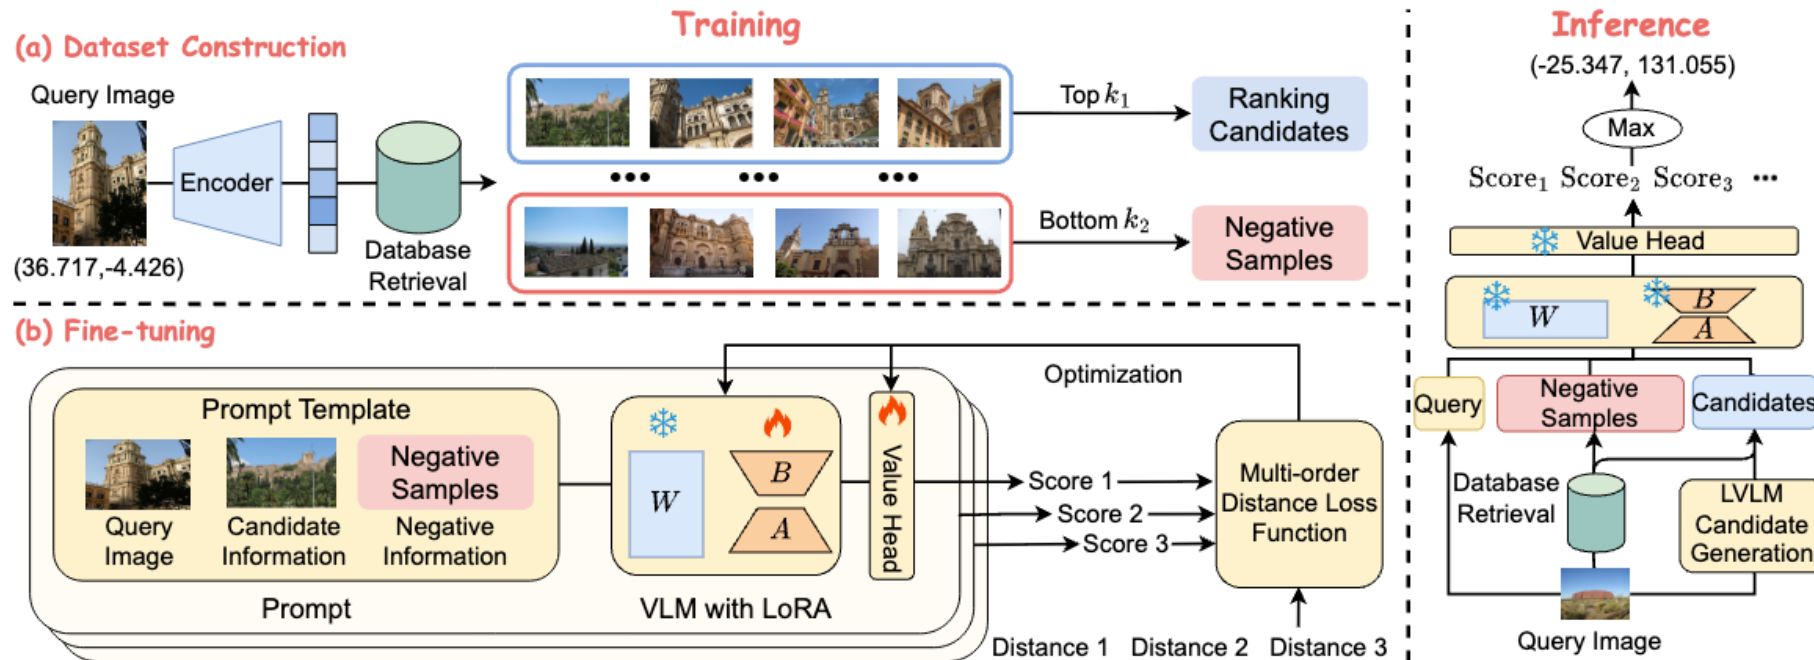 Training
(a) Dataset Construction
Query Image
(36.717,-4.426)
Encoder
Database
Retrieval
Top k₁
Ranking
Candidates
Bottom k₂
Negative
Samples
(b) Fine-tuning
Prompt Template
Query
Image
Candidate
Information
Negative
Samples
Negative
Information
Prompt
W
B
A
VLM with LoRA
Value Head
Optimization
Score 1
Score 2
Score 3
Multi-order
Distance Loss
Function
Distance 1 Distance 2 Distance 3
Inference
(-25.347, 131.055)
Max
Score₁ Score₂ Score₃ •••
Value Head
W
B
A
Query
Negative
Samples
Candidates
Database
Retrieval
LVLM
Candidate
Generation
Query Image